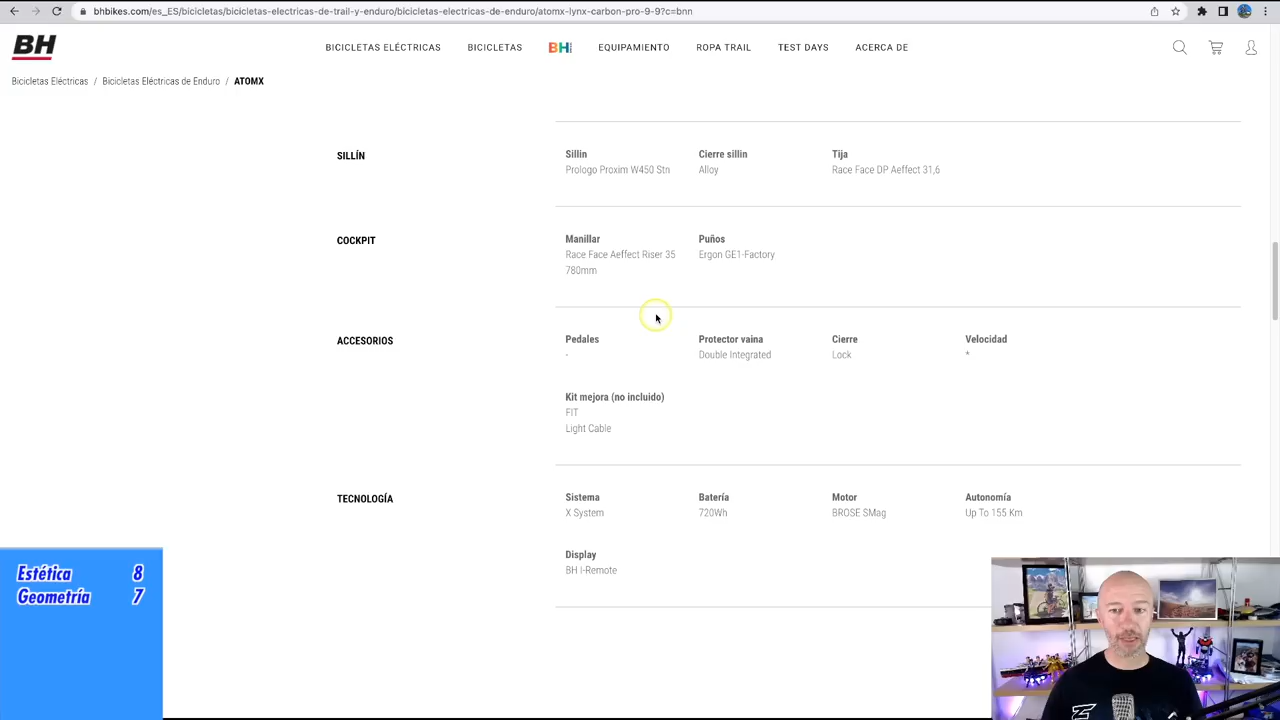 bhbikes.com/es_ES/bicicletas/bicicletas-electricas-de-trail-y-enduro/bicicletas-electricas-de-enduro/atomx-lynx-carbon-pro-9-9?c=bnn
BH
BICICLETAS ELÉCTRICAS
BICICLETAS
BH
EQUIPAMIENTO
ROPA TRAIL
TEST DAYS
ACERCA DE
Bicicletas Eléctricas / Bicicletas Eléctricas de Enduro / ATOMX
SILLÍN
Sillin
Prologo Proxim W450 Stn
Cierre sillin
Alloy
Tija
Race Face DP Aeffect 31,6
COCKPIT
Manillar
Race Face Aeffect Riser 35
780mm
Puños
Ergon GE1-Factory
ACCESORIOS
Pedales
-
Protector vaina
Double Integrated
Cierre
Lock
Velocidad
*
Kit mejora (no incluido)
FIT
Light Cable
TECNOLOGÍA
Sistema
X System
Batería
720Wh
Motor
BROSE SMag
Autonomía
Up To 155 Km
Display
BH I-Remote
Estética 8
Geometría 7